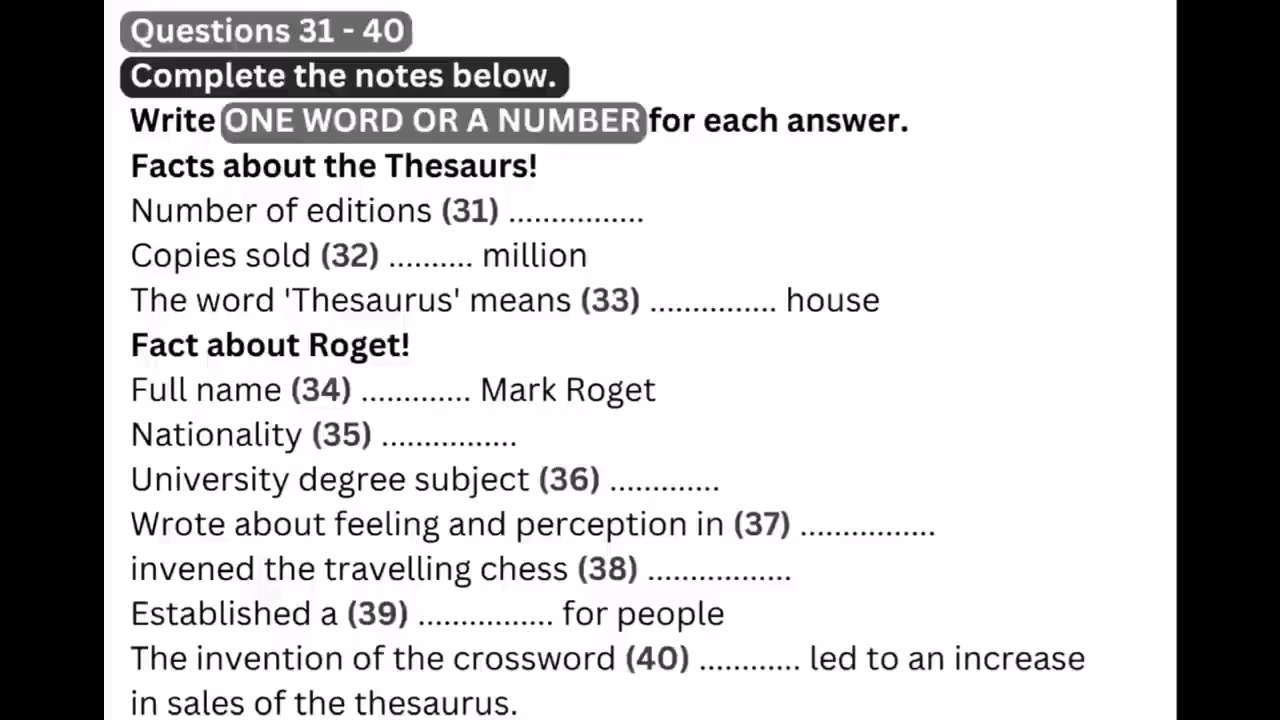 Questions 31 - 40
Complete the notes below.
Write ONE WORD OR A NUMBER for each answer.
Facts about the Thesaurs!
Number of editions (31) ................
Copies sold (32) .......... million
The word 'Thesaurus' means (33) ............... house
Fact about Roget!
Full name (34) ............. Mark Roget
Nationality (35) ................
University degree subject (36) .............
Wrote about feeling and perception in (37) ................
invened the travelling chess (38) .................
Established a (39) ................ for people
The invention of the crossword (40) ............ led to an increase
in sales of the thesaurus.